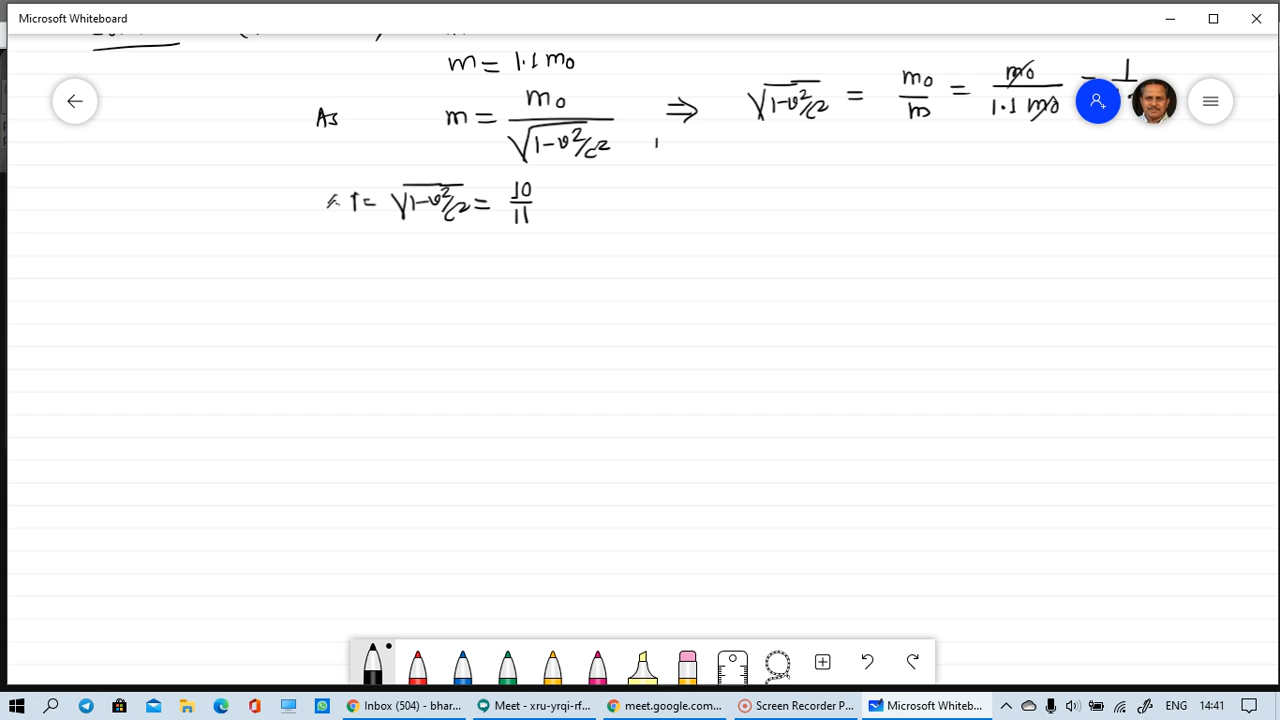 Microsoft Whiteboard
m = 1.1 m₀
As m = m₀/√(1-v²/c²) ⇒ √(1-v²/c²) = m₀/m = m₀/(1.1 m₀) = 1/
√(1-v²/c²) = 10/11
Inbox (504) – bhar...
Meet - xru-yrqi-rf...
meet.google.com...
Screen Recorder P...
Microsoft Whiteb...
ENG
14:41